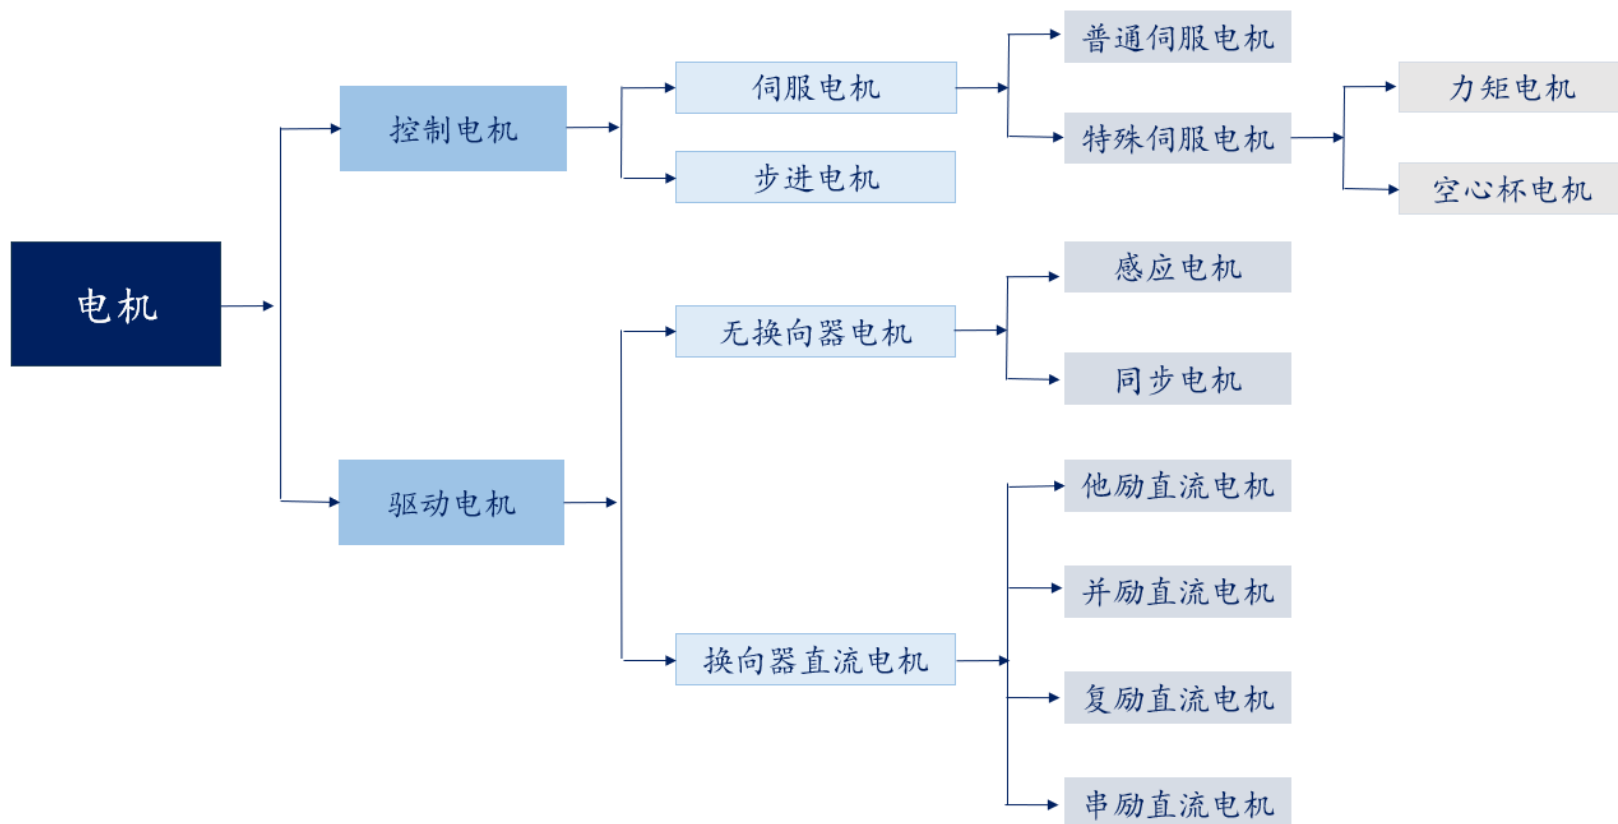 电机
控制电机
伺服电机
普通伺服电机
特殊伺服电机
力矩电机
空心杯电机
步进电机
驱动电机
无换向器电机
感应电机
同步电机
换向器直流电机
他励直流电机
并励直流电机
复励直流电机
串励直流电机